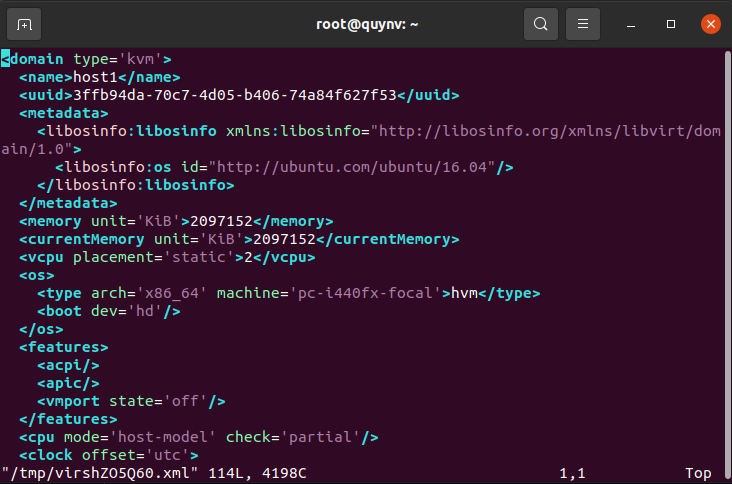 root@quynv: ~
<domain type='kvm'>
  <name>host1</name>
  <uuid>3ffb94da-70c7-4d05-b406-74a84f627f53</uuid>
  <metadata>
    <libosinfo:libosinfo xmlns:libosinfo="http://libosinfo.org/xmlns/libvirt/dom
ain/1.0">
      <libosinfo:os id="http://ubuntu.com/ubuntu/16.04"/>
    </libosinfo:libosinfo>
  </metadata>
  <memory unit='KiB'>2097152</memory>
  <currentMemory unit='KiB'>2097152</currentMemory>
  <vcpu placement='static'>2</vcpu>
  <os>
    <type arch='x86_64' machine='pc-i440fx-focal'>hvm</type>
    <boot dev='hd'/>
  </os>
  <features>
    <acpi/>
    <apic/>
    <vmport state='off'/>
  </features>
  <cpu mode='host-model' check='partial'/>
  <clock offset='utc'>
"/tmp/virshZO5Q60.xml" 114L, 4198C 1,1 Top